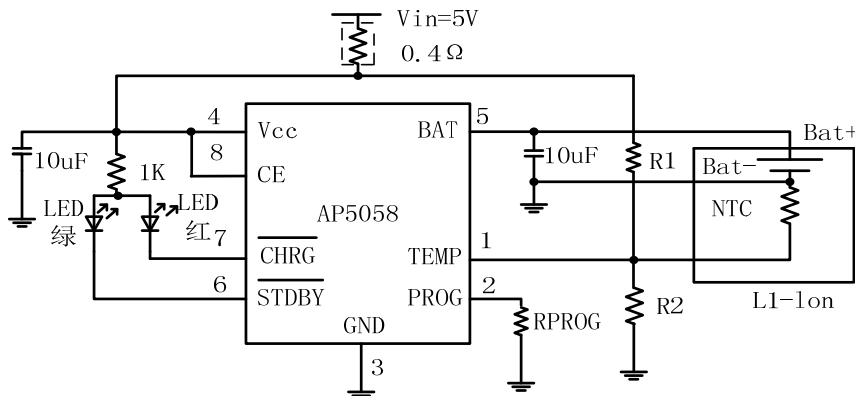 Vin=5V
0.4Ω
4
Vcc
BAT
5
Bat+
8
10uF
1K
CE
10uF
R1
Bat-
LED
LED
AP5058
NTC
绿
红
7
CHRG
TEMP
1
6
STDBY
PROG
2
L1-lon
GND
RPROG
R2
3